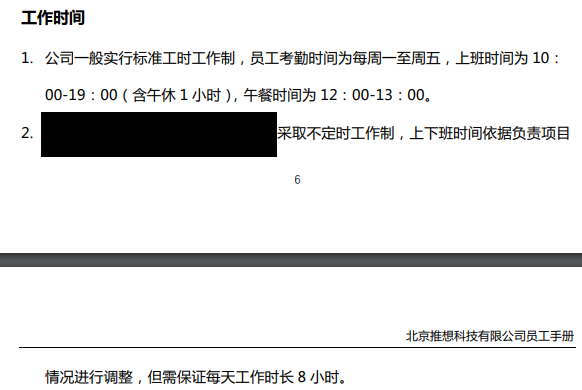 工作时间
1. 公司一般实行标准工时工作制，员工考勤时间为每周一至周五，上班时间为 10：
00-19：00（含午休 1 小时），午餐时间为 12：00-13：00。
2. 采取不定时工作制，上下班时间依据负责项目
6
北京推想科技有限公司员工手册
情况进行调整，但需保证每天工作时长 8 小时。